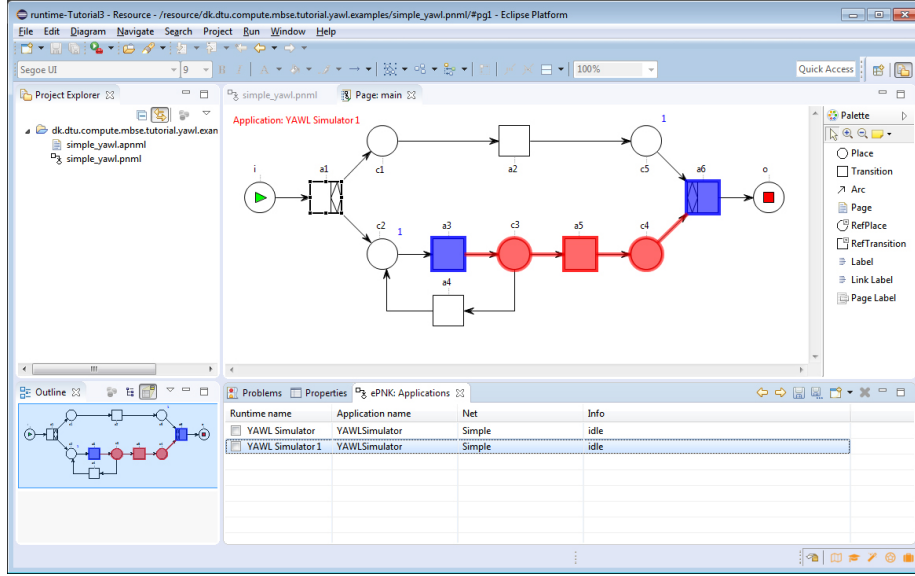 runtime-Tutorial3 - Resource - /resource/dk.dtu.compute.mbse.tutorial.yawl.examples/simple_yawl.pnml/#pg1 - Eclipse Platform
File Edit Diagram Navigate Search Project Run Window Help
Segoe UI 9 B I A 100% Quick Access
Project Explorer
dk.dtu.compute.mbse.tutorial.yawl.exan
simple_yawl.apnml
simple_yawl.pnml
simple_yawl.pnml Page: main
Application: YAWL Simulator 1
1
c1 a2 c5
i a1 a6 o
c2 1 a3 c3 a5 c4
a4
Palette
Place
Transition
Arc
Page
RefPlace
RefTransition
Label
Link Label
Page Label
Outline
Problems Properties ePNK: Applications
Runtime name Application name Net Info
YAWL Simulator YAWLSimulator Simple idle
YAWL Simulator 1 YAWLSimulator Simple idle